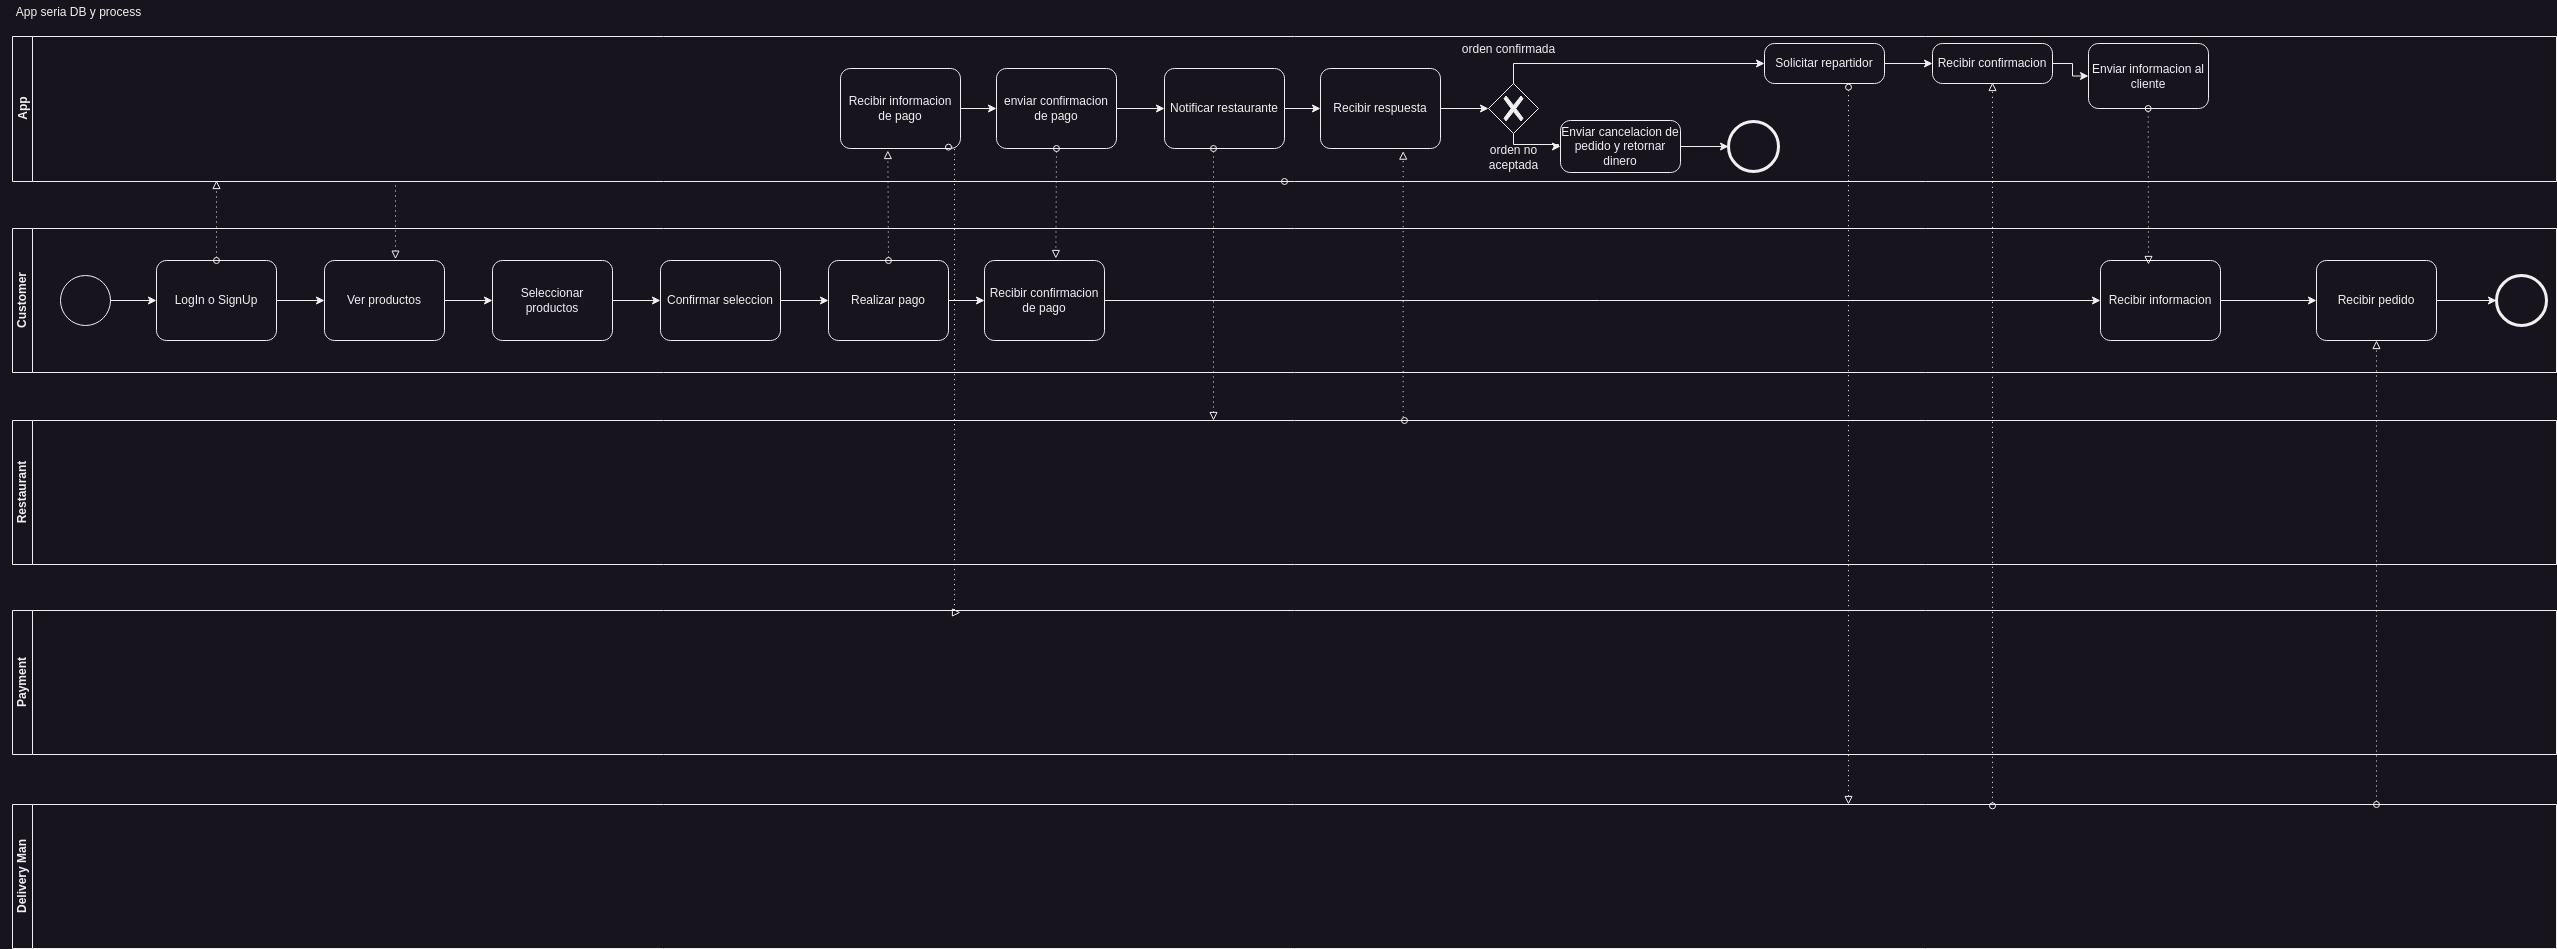 App seria DB y process
App
orden confirmada
Solicitar repartidor
Recibir confirmacion
Enviar informacion al
cliente
Recibir informacion
de pago
enviar confirmacion
de pago
Notificar restaurante
Recibir respuesta
Enviar cancelacion de
pedido y retornar
dinero
orden no
aceptada
Customer
LogIn o SignUp
Ver productos
Seleccionar
productos
Confirmar seleccion
Realizar pago
Recibir confirmacion
de pago
Recibir informacion
Recibir pedido
Restaurant
Payment
Delivery Man